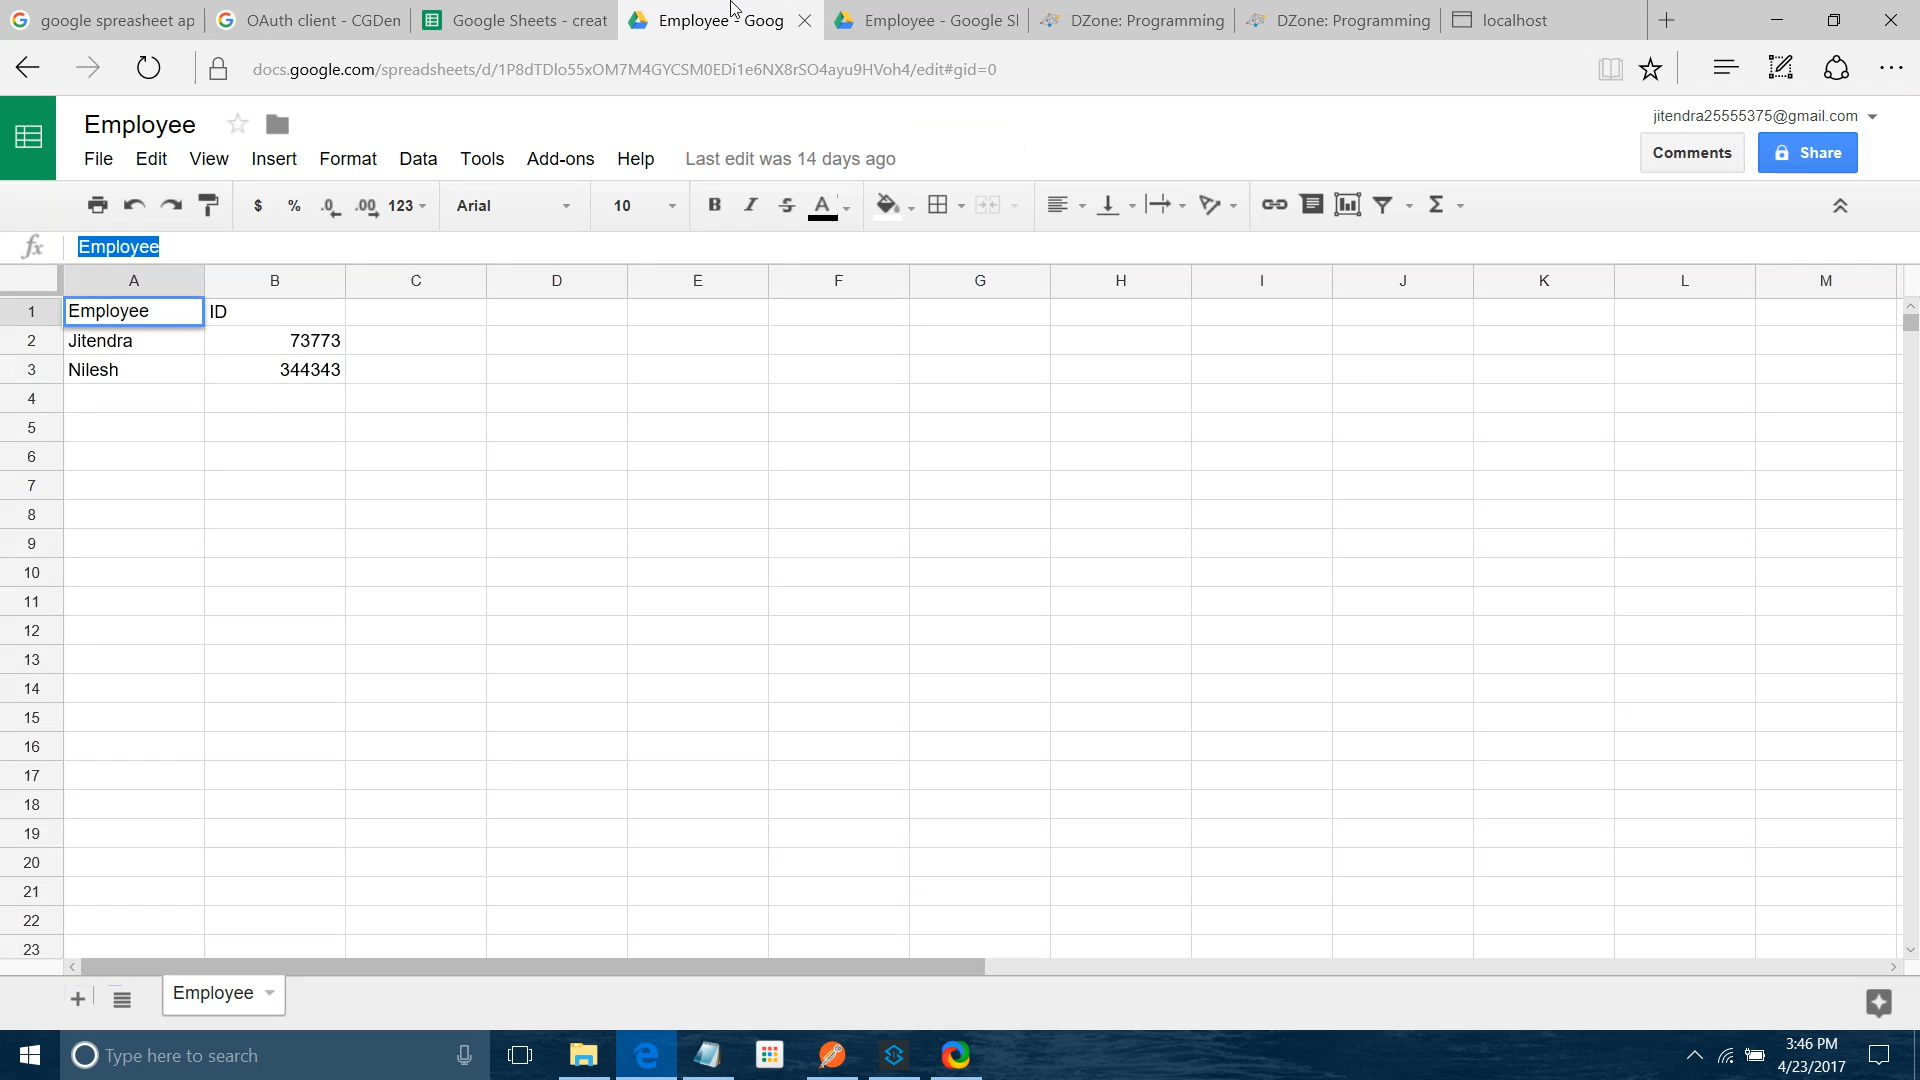 google spreasheet ap
OAuth client - CGDen
Google Sheets - creat
Employee - Goog
Employee - Google Sl
DZone: Programming
DZone: Programming
localhost
docs.google.com/spreadsheets/d/1P8dTDlo55xOM7M4GYCSM0EDi1e6NX8rSO4ayu9HVoh4/edit#gid=0
Employee
jitendra25555375@gmail.com
File Edit View Insert Format Data Tools Add-ons Help Last edit was 14 days ago
Comments
Share
$ % .0 .00 123 Arial 10 B I S A Σ
fx Employee
A B C D E F G H I J K L M
1 Employee ID
2 Jitendra 73773
3 Nilesh 344343
4
5
6
7
8
9
10
11
12
13
14
15
16
17
18
19
20
21
22
23
Employee
Type here to search
3:46 PM
4/23/2017